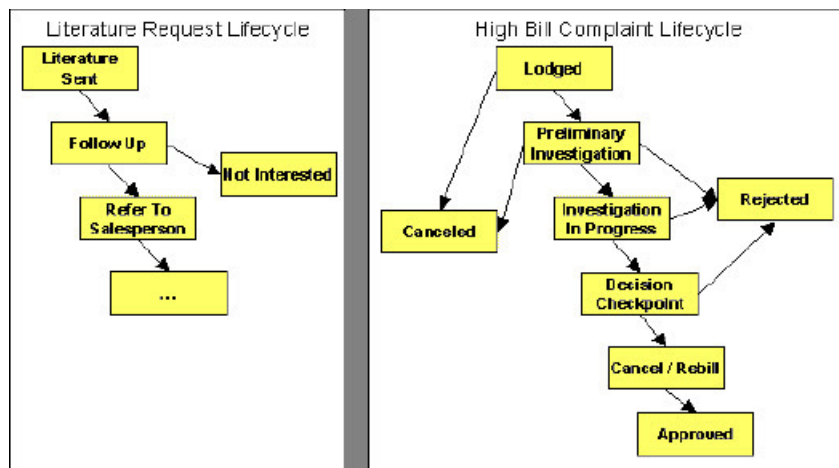 Literature Request Lifecycle
Literature
Sent
Follow Up
Not Interested
Refer To
Salesperson
...
High Bill Complaint Lifecycle
Lodged
Preliminary
Investigation
Rejected
Canceled
Investigation
In Progress
Decision
Checkpoint
Cancel / Rebill
Approved